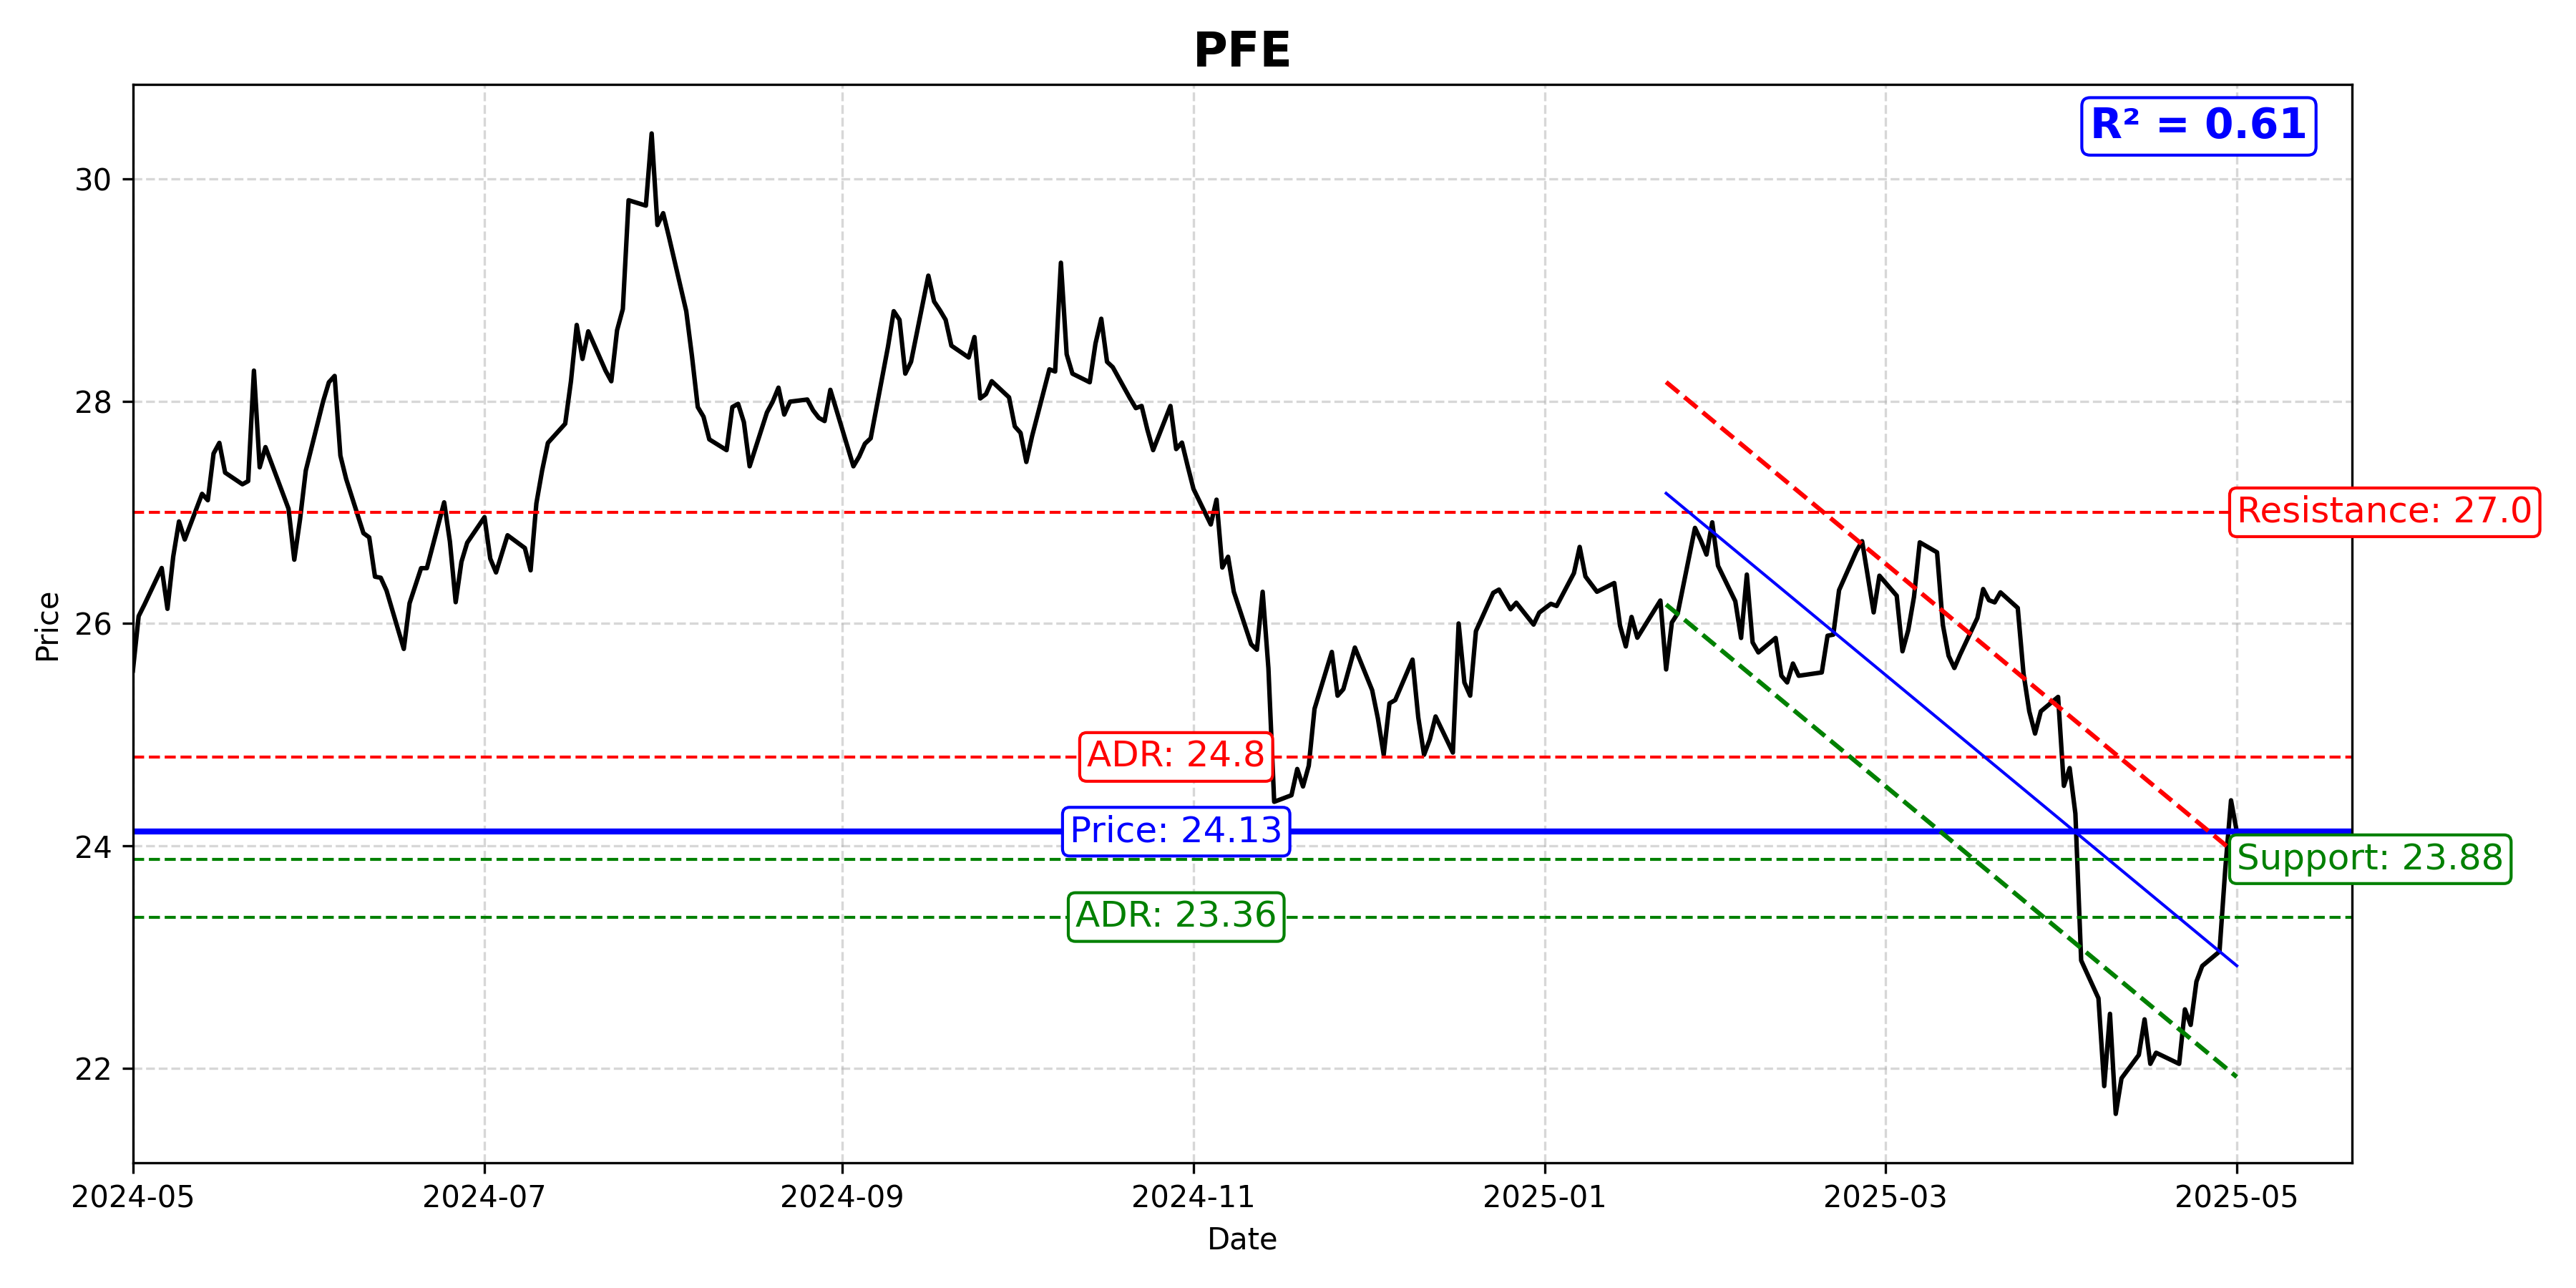 PFE
R² = 0.61
30
28
Resistance: 27.0
26
Price
ADR: 24.8
Price: 24.13
24
Support: 23.88
ADR: 23.36
22
2024-05
2024-07
2024-09
2024-11
2025-01
2025-03
2025-05
Date